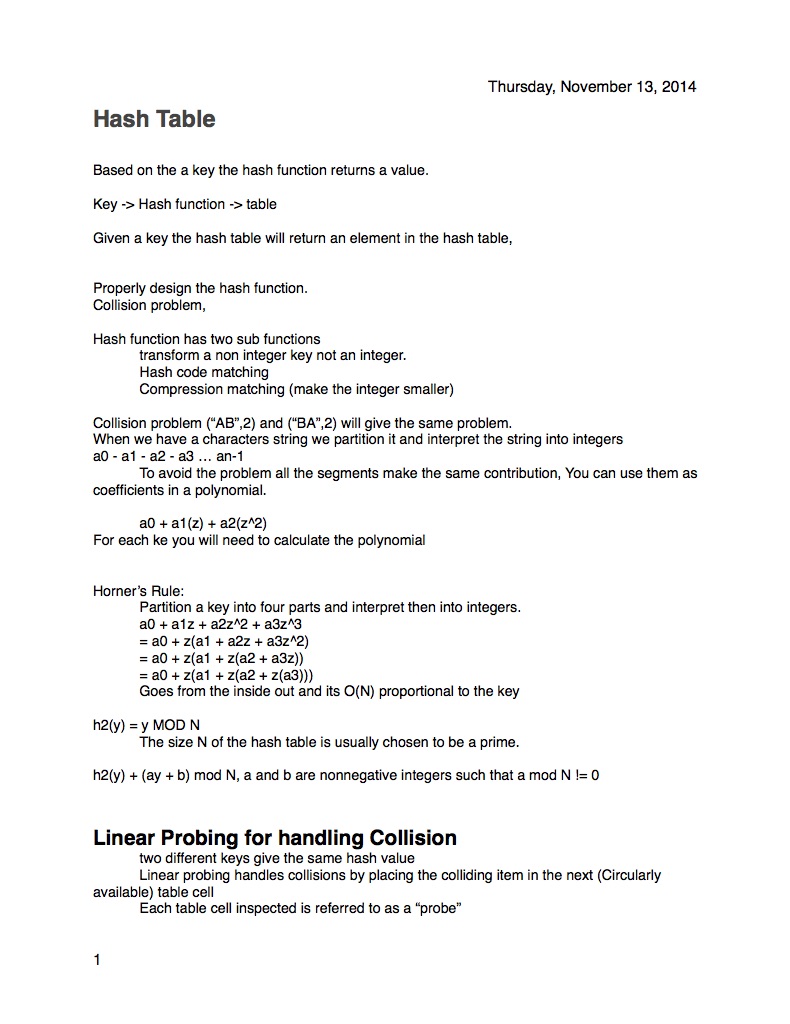 Thursday, November 13, 2014
Hash Table
Based on the a key the hash function returns a value.
Key -> Hash function -> table
Given a key the hash table will return an element in the hash table,
Properly design the hash function.
Collision problem,
Hash function has two sub functions
transform a non integer key not an integer.
Hash code matching
Compression matching (make the integer smaller)
Collision problem (“AB”,2) and (“BA”,2) will give the same problem.
When we have a characters string we partition it and interpret the string into integers
a0 - a1 - a2 - a3 … an-1
To avoid the problem all the segments make the same contribution, You can use them as
coefficients in a polynomial.
a0 + a1(z) + a2(z^2)
For each ke you will need to calculate the polynomial
Horner’s Rule:
Partition a key into four parts and interpret then into integers.
a0 + a1z + a2z^2 + a3z^3
= a0 + z(a1 + a2z + a3z^2)
= a0 + z(a1 + z(a2 + a3z))
= a0 + z(a1 + z(a2 + z(a3)))
Goes from the inside out and its O(N) proportional to the key
h2(y) = y MOD N
The size N of the hash table is usually chosen to be a prime.
h2(y) + (ay + b) mod N, a and b are nonnegative integers such that a mod N != 0
Linear Probing for handling Collision
two different keys give the same hash value
Linear probing handles collisions by placing the colliding item in the next (Circularly
available) table cell
Each table cell inspected is referred to as a “probe”
1